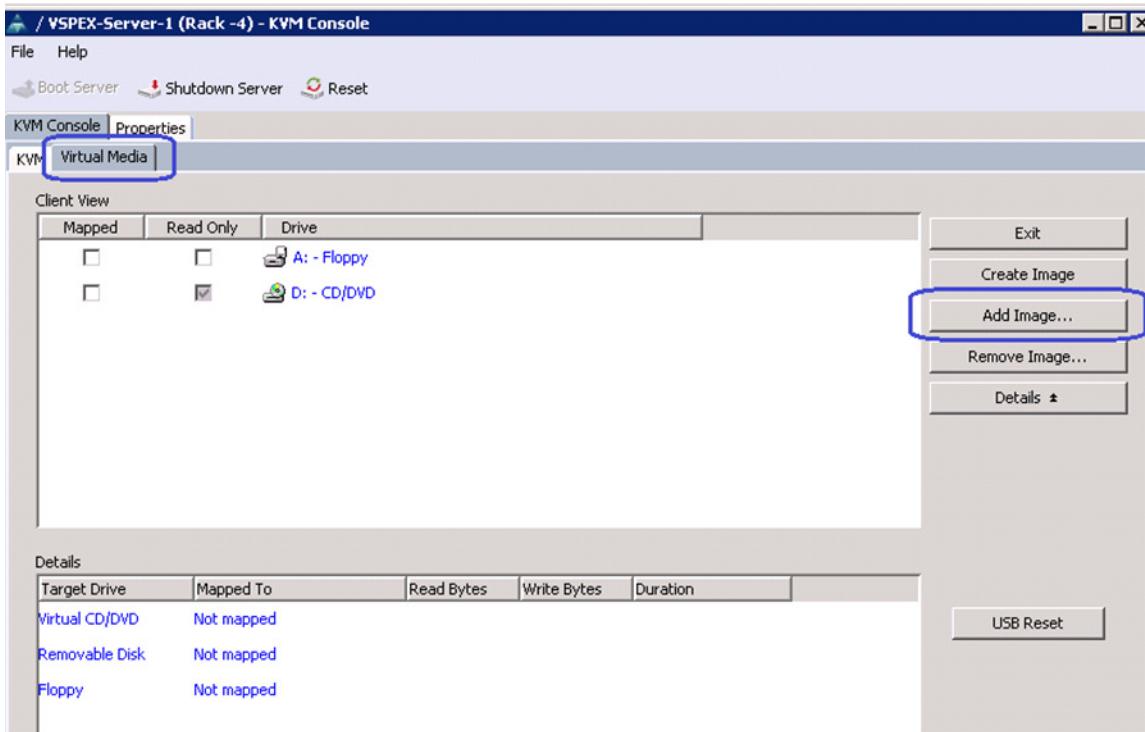 / VSPEX-Server-1 (Rack -4) - KVM Console
File Help
Boot Server Shutdown Server Reset
KVM Console Properties
KVM Virtual Media
Client View
Mapped Read Only Drive
A: - Floppy
D: - CD/DVD
Exit
Create Image
Add Image...
Remove Image...
Details
Details
Target Drive Mapped To Read Bytes Write Bytes Duration
Virtual CD/DVD Not mapped
Removable Disk Not mapped
Floppy Not mapped
USB Reset